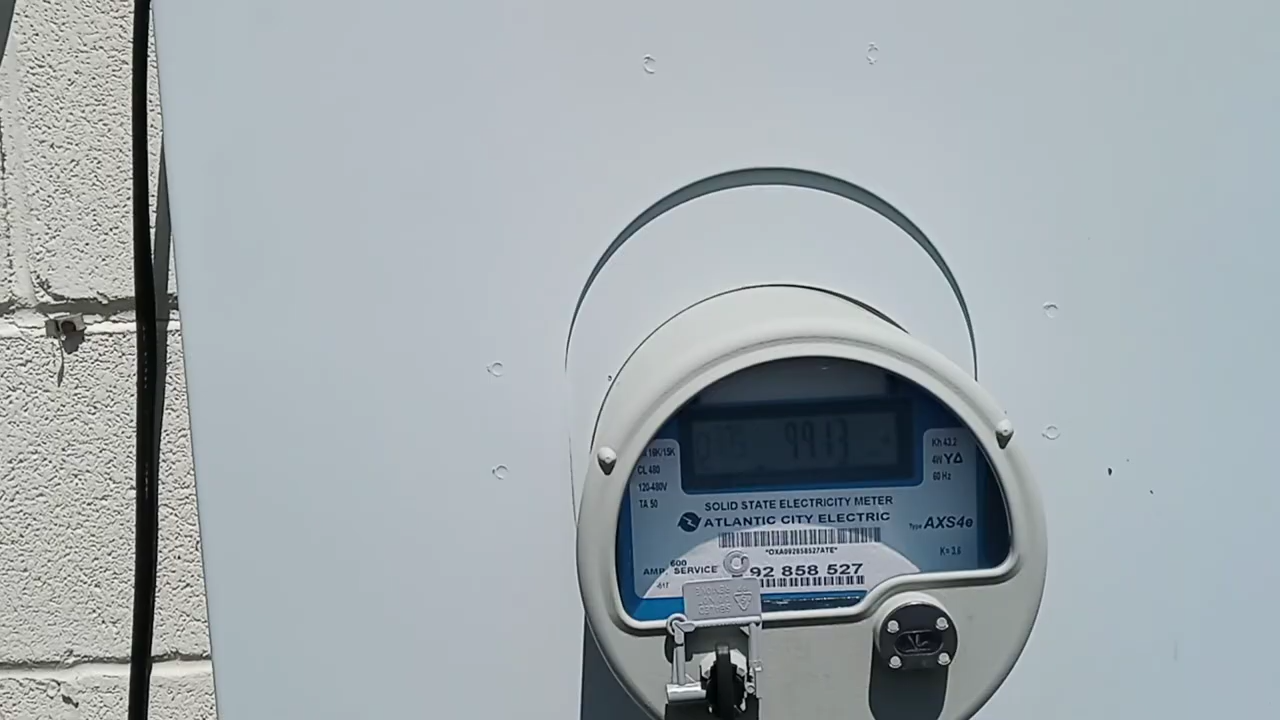 9913
CL 480
120-480V
TA 50
Kh 43.2
4W YΔ
60 Hz
SOLID STATE ELECTRICITY METER
ATLANTIC CITY ELECTRIC
Type AXS4e
*OXA092858527ATE*
K= 3.6
600
AMP. SERVICE
92 858 527